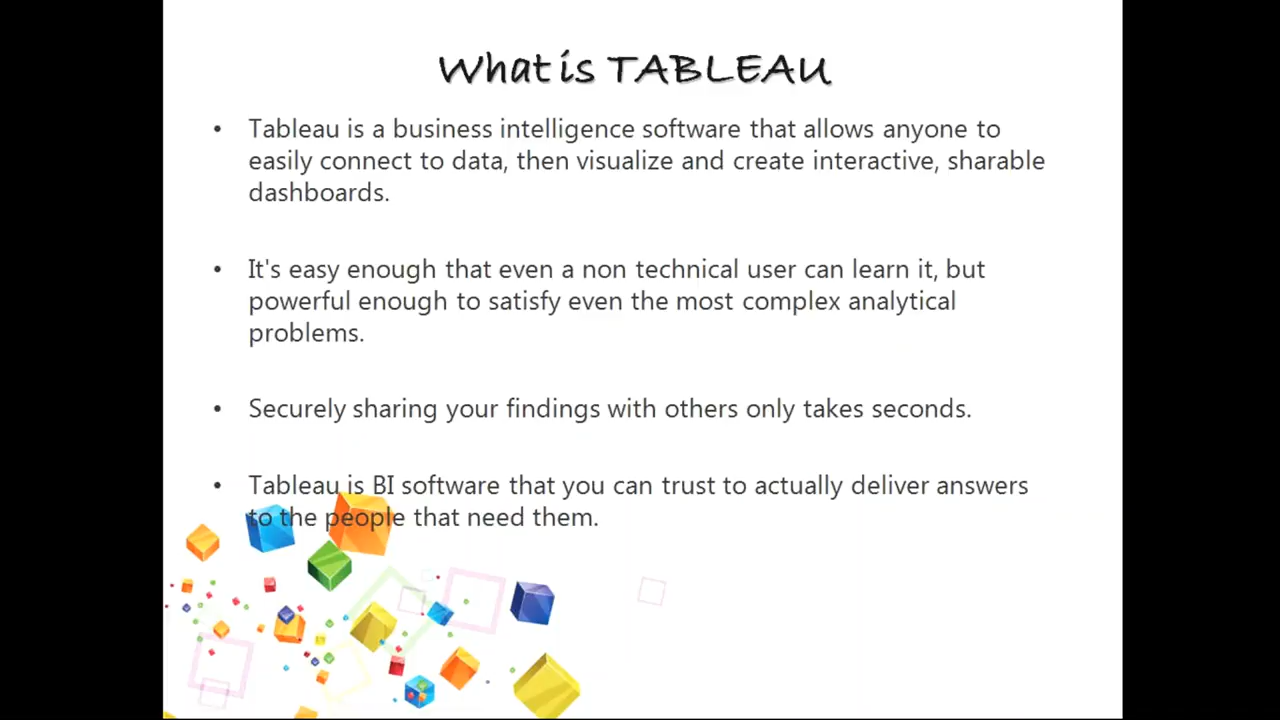 What is TABLEAU
• Tableau is a business intelligence software that allows anyone to
easily connect to data, then visualize and create interactive, sharable
dashboards.
• It's easy enough that even a non technical user can learn it, but
powerful enough to satisfy even the most complex analytical
problems.
• Securely sharing your findings with others only takes seconds.
• Tableau is BI software that you can trust to actually deliver answers
to the people that need them.